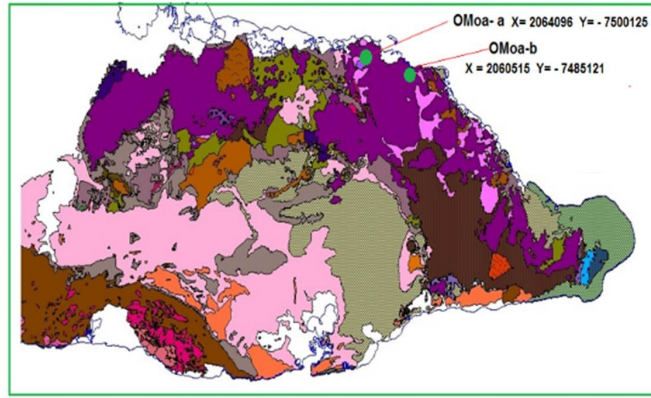 OMoa- a X= 2064096 Y= - 7500125
OMoa-b
X = 2060515 Y= - 7485121